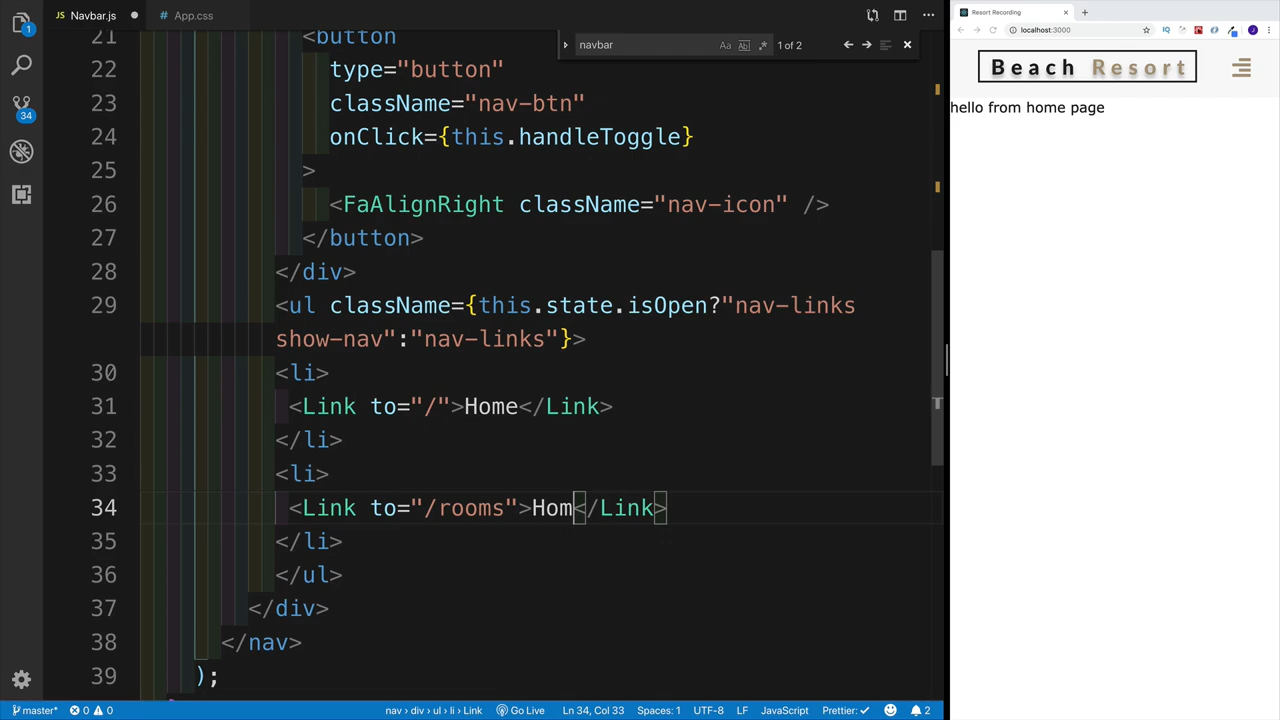 Navbar.js
App.css
Resort Recording
localhost:3000
navbar
1 of 2
1
34
21 <button
22 type="button"
23 className="nav-btn"
24 onClick={this.handleToggle}
25 >
26 <FaAlignRight className="nav-icon" />
27 </button>
28 </div>
29 <ul className={this.state.isOpen?"nav-links
show-nav":"nav-links"}>
30 <li>
31 <Link to="/">Home</Link>
32 </li>
33 <li>
34 <Link to="/rooms">Hom</Link>
35 </li>
36 </ul>
37 </div>
38 </nav>
39 );
Beach Resort
hello from home page
master* 0 0 nav › div › ul › li › Link Go Live Ln 34, Col 33 Spaces: 1 UTF-8 LF JavaScript Prettier: ✓ 2